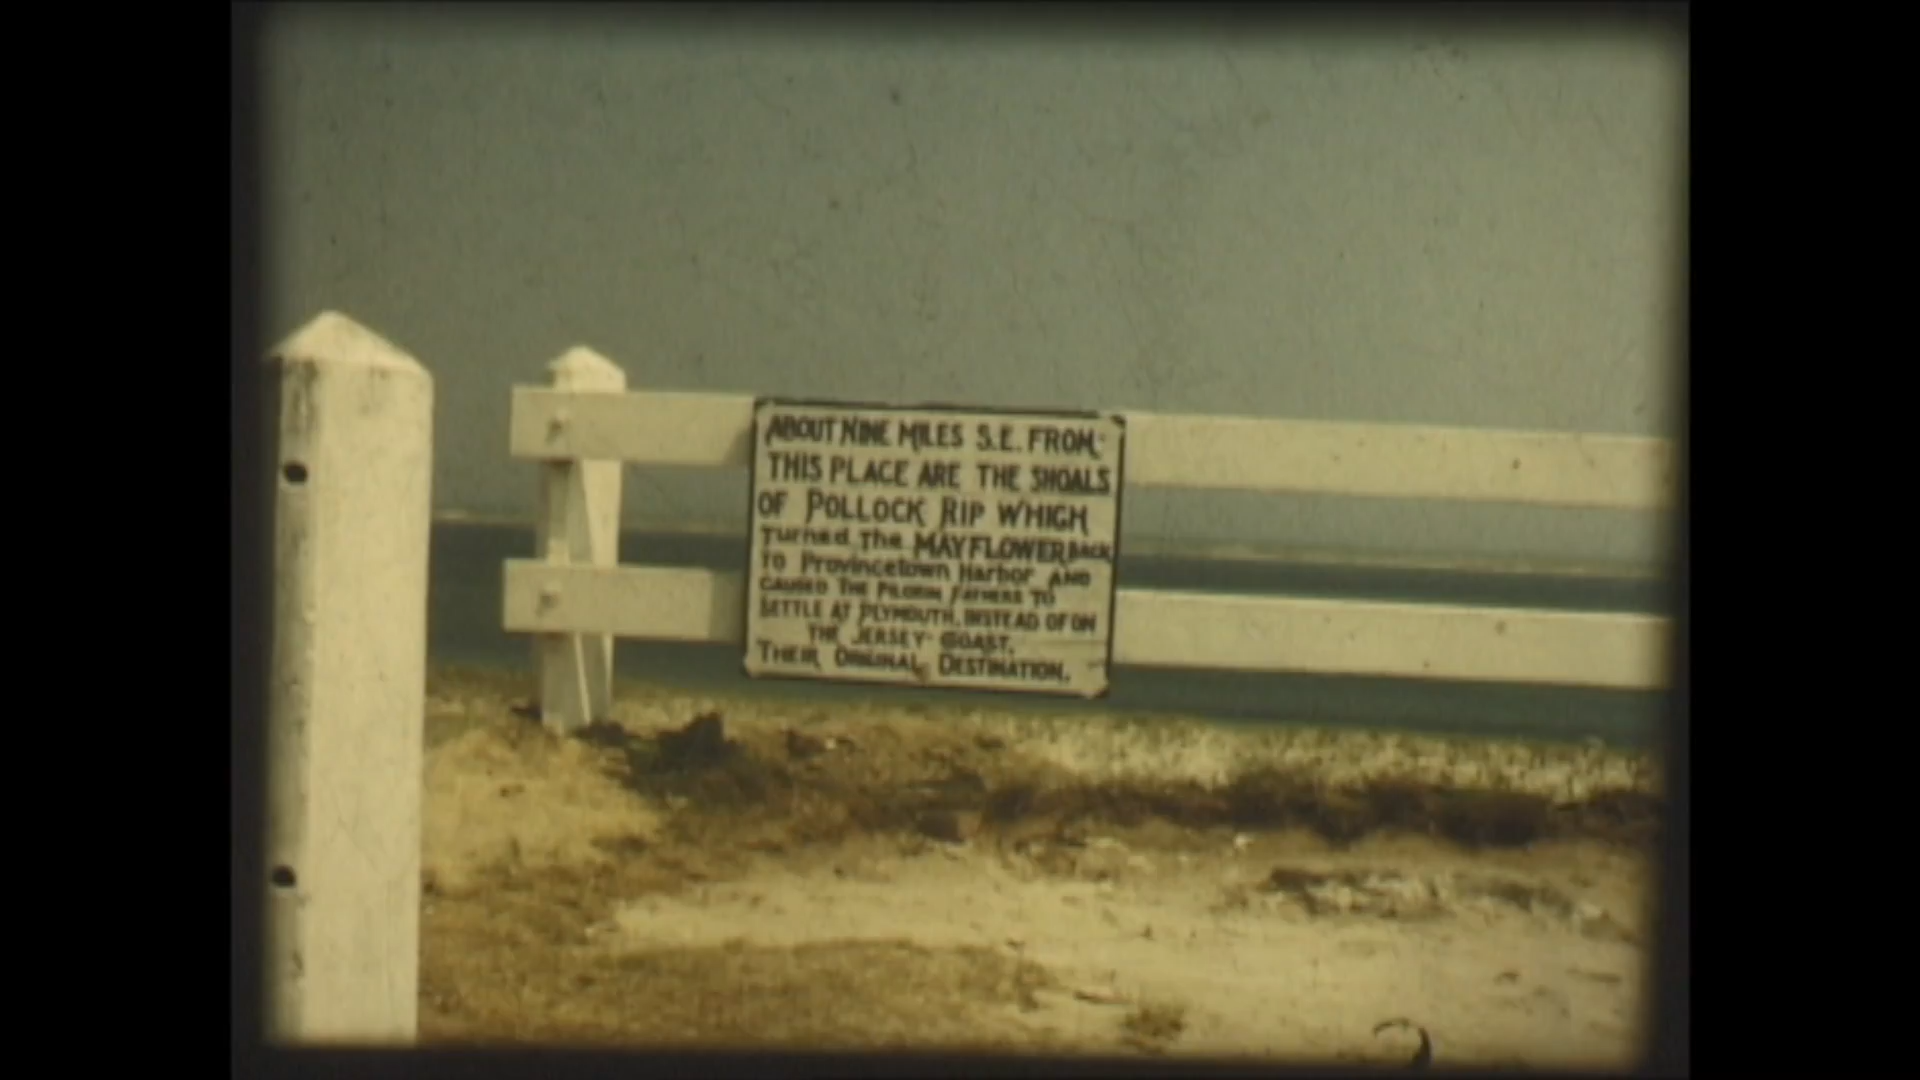 ABOUT NINE MILES S.E. FROM
THIS PLACE ARE THE SHOALS
OF POLLOCK RIP WHICH
Turned The MAYFLOWER BACK
TO Provincetown Harbor AND
CAUSED THE PILGRIM FATHERS TO
SETTLE AT PLYMOUTH, INSTEAD OF ON
THE JERSEY COAST,
THEIR ORIGINAL DESTINATION.